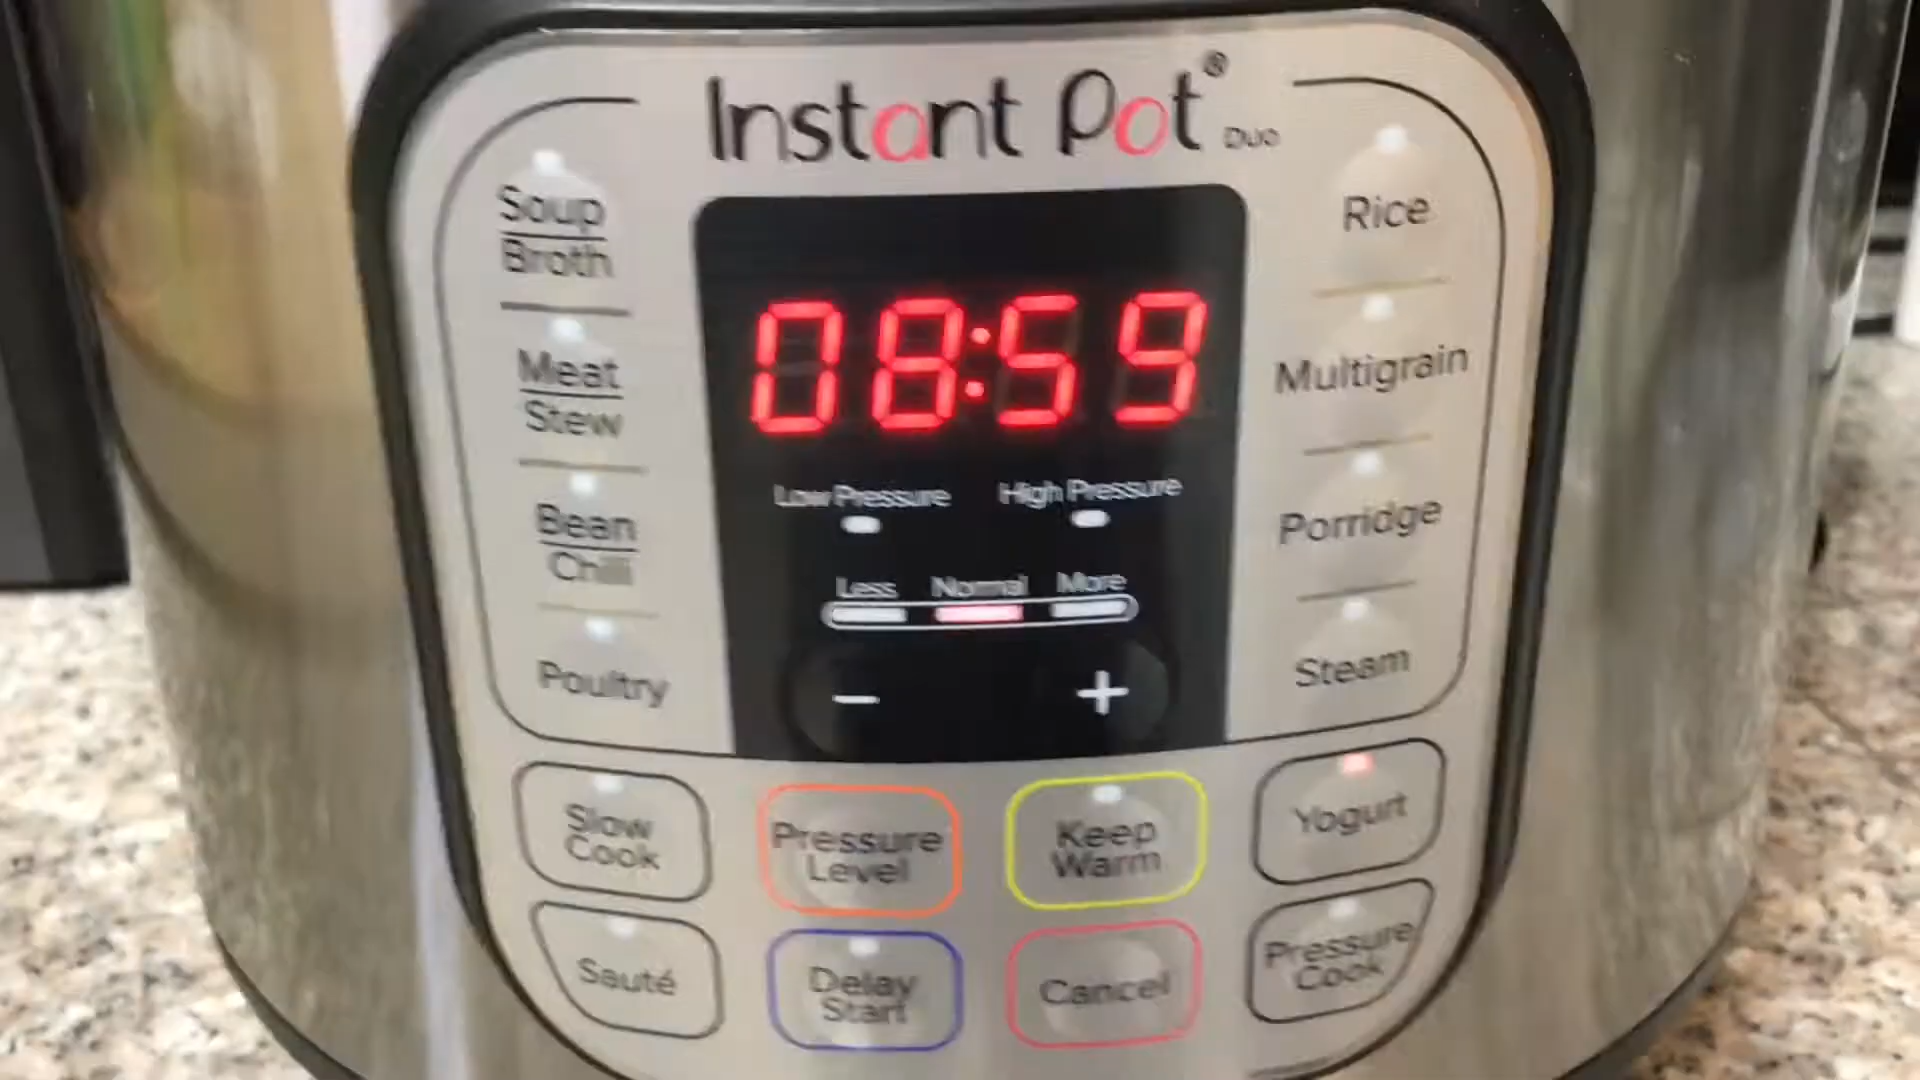 Instant Pot® Duo
Soup
Broth
Meat
Stew
Bean
Chili
Poultry
08:59
Low Pressure High Pressure
Less Normal More
− +
Rice
Multigrain
Porridge
Steam
Slow
Cook
Pressure
Level
Keep
Warm
Yogurt
Sauté
Delay
Start
Cancel
Pressure
Cook